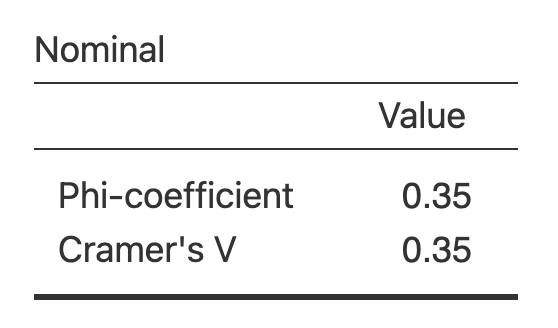 Nominal
Value
Phi-coefficient 0.35
Cramer's V 0.35